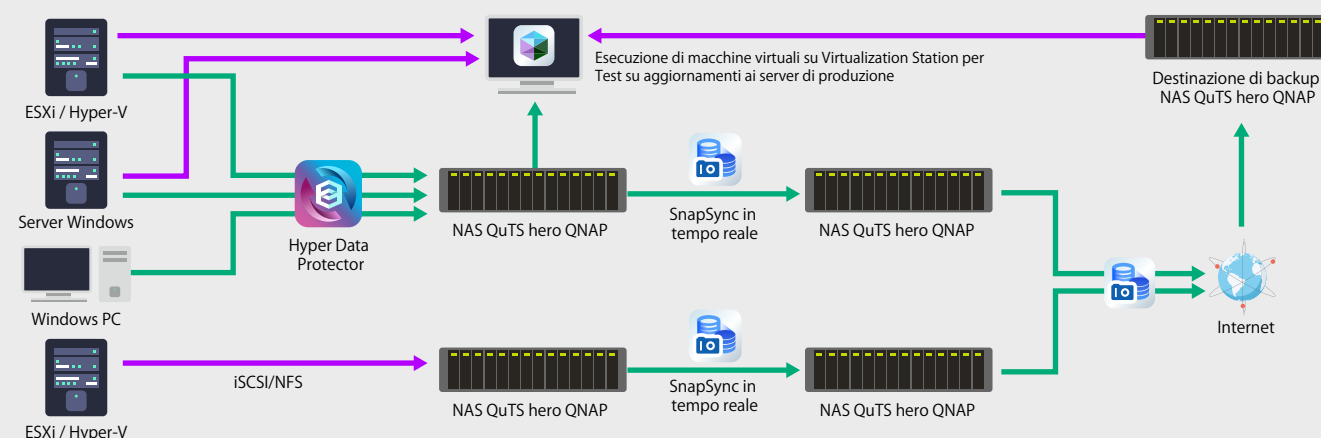 ESXi / Hyper-V
Esecuzione di macchine virtuali su Virtualization Station per
Test su aggiornamenti ai server di produzione
Destinazione di backup
NAS QuTS hero QNAP
Server Windows
Hyper Data
Protector
NAS QuTS hero QNAP
SnapSync in
tempo reale
NAS QuTS hero QNAP
Windows PC
Internet
ESXi / Hyper-V
iSCSI/NFS
NAS QuTS hero QNAP
SnapSync in
tempo reale
NAS QuTS hero QNAP